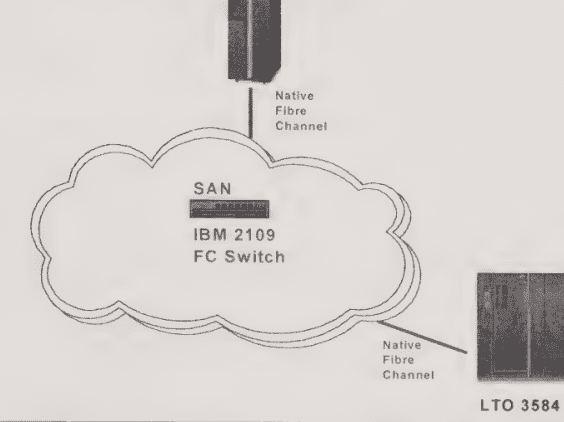 Native
Fibre
Channel
SAN
IBM 2109
FC Switch
Native
Fibre
Channel
LTO 3584